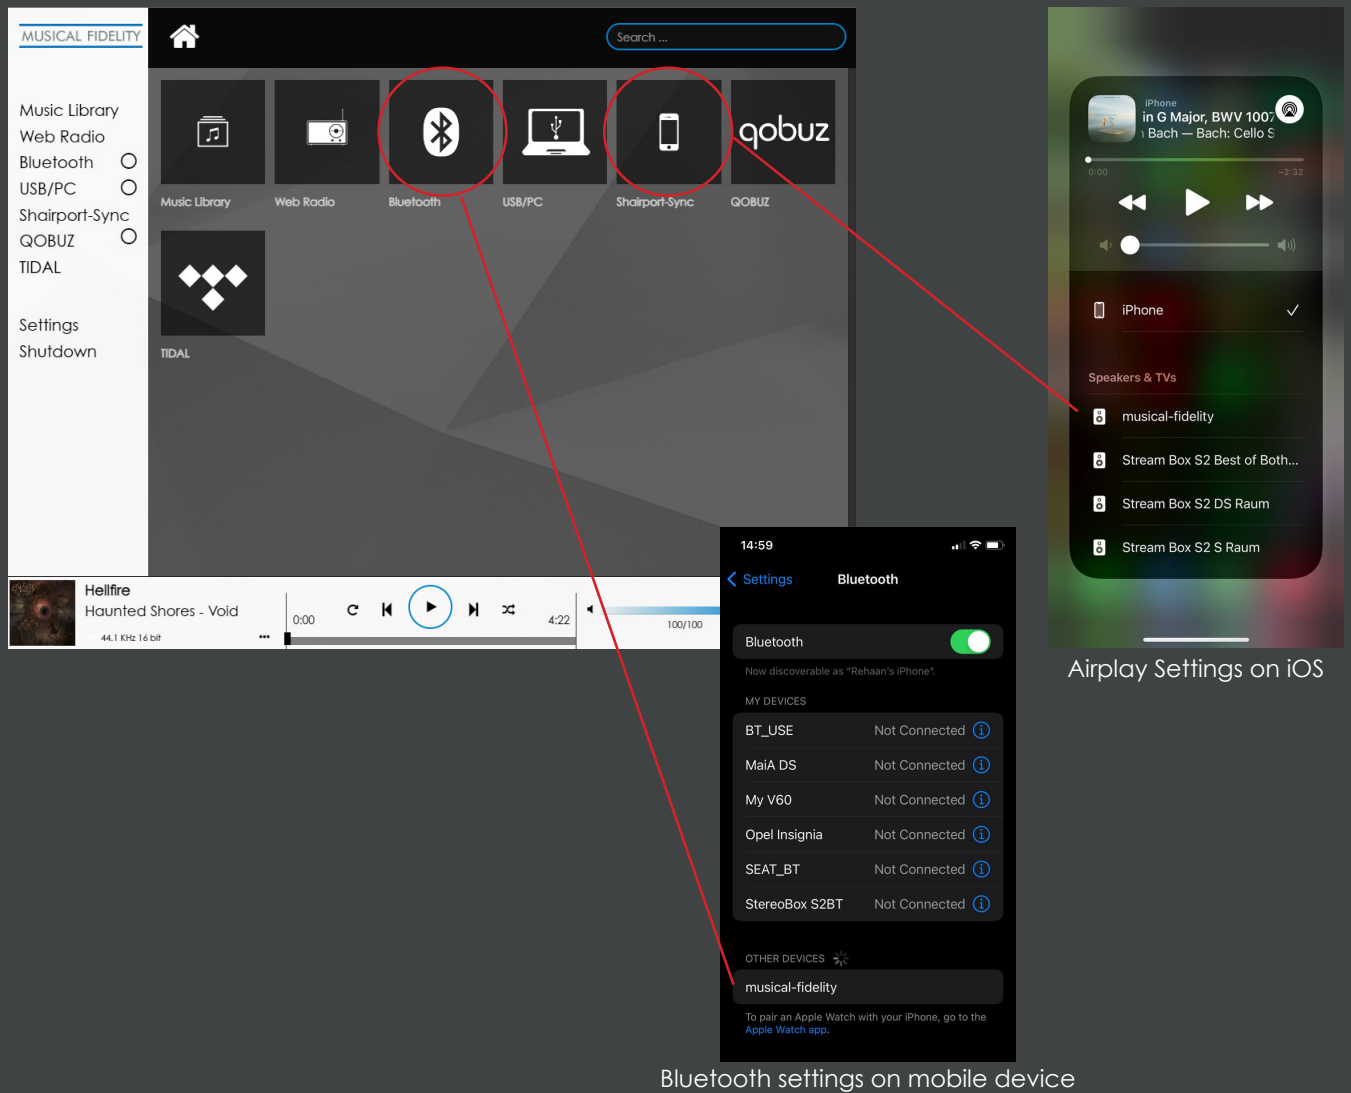 MUSICAL FIDELITY
Search ...
Music Library
Web Radio
Bluetooth
USB/PC
Shairport-Sync
QOBUZ
TIDAL
Settings
Shutdown
qobuz
Music Library
Web Radio
Bluetooth
USB/PC
Shairport-Sync
QOBUZ
TIDAL
Hellfire
Haunted Shores - Void
44.1 KHz 16 bit
0:00
4:22
100/100
iPhone
in G Major, BWV 1007
Bach — Bach: Cello S
0:00
-2:32
iPhone
Speakers & TVs
musical-fidelity
Stream Box S2 Best of Both...
Stream Box S2 DS Raum
Stream Box S2 S Raum
Airplay Settings on iOS
14:59
Settings
Bluetooth
Bluetooth
Now discoverable as "Rehaan's iPhone".
MY DEVICES
BT_USE Not Connected
MaiA DS Not Connected
My V60 Not Connected
Opel Insignia Not Connected
SEAT_BT Not Connected
StereoBox S2BT Not Connected
OTHER DEVICES
musical-fidelity
To pair an Apple Watch with your iPhone, go to the
Apple Watch app.
Bluetooth settings on mobile device